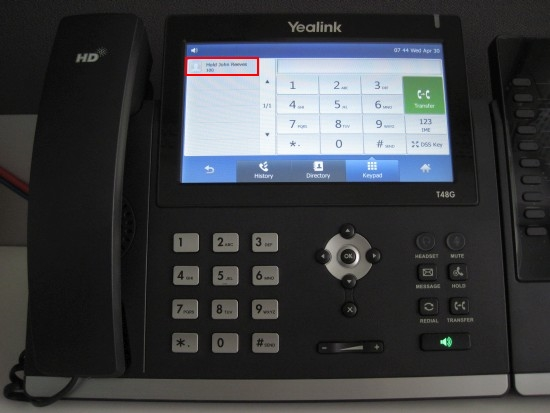 Yealink
HD
07 44 Wed Apr 30
Hold John Reeves
1/1
1 2 ABC 3 DEF
4 GHI 5 JKL 6 MNO
7 PQRS 8 TUV 9 WXYZ
*. 0 # SEND
Transfer
123
IME
DSS Key
History
Directory
Keypad
T48G
1 2 ABC 3 DEF
4 GHI 5 JKL 6 MNO
7 PQRS 8 TUV 9 WXYZ
*. 0 # SEND
OK
HEADSET MUTE
MESSAGE HOLD
REDIAL TRANSFER
- +